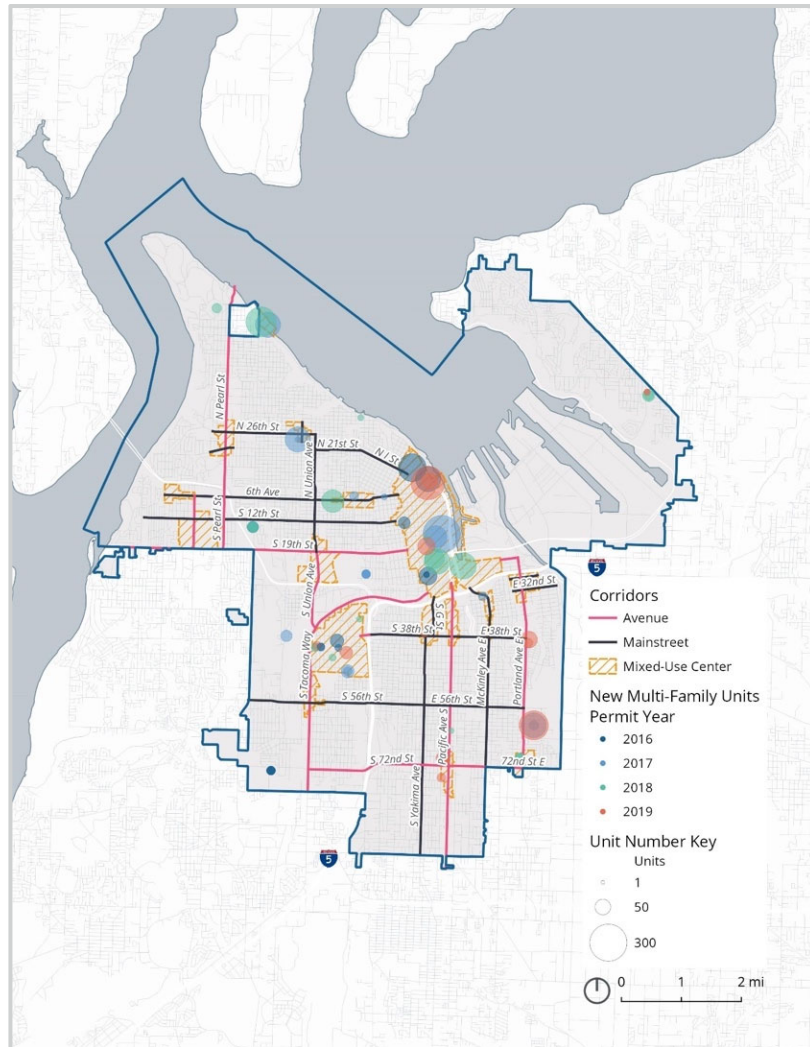 N Pearl St
N 26th St
N 21st St
N I St
N Union Ave
6th Ave
S 12th St
S Pearl St
S 19th St
S Union Ave
E 32nd St
S G St
S 38th St
E 38th St
S Tacoma Way
McKinley Ave E
Portland Ave E
S 56th St
E 56th St
Pacific Ave S
S 72nd St
72nd St E
S Yakima Ave
5
5
Corridors
Avenue
Mainstreet
Mixed-Use Center
New Multi-Family Units
Permit Year
2016
2017
2018
2019
Unit Number Key
Units
1
50
300
0 1 2 mi